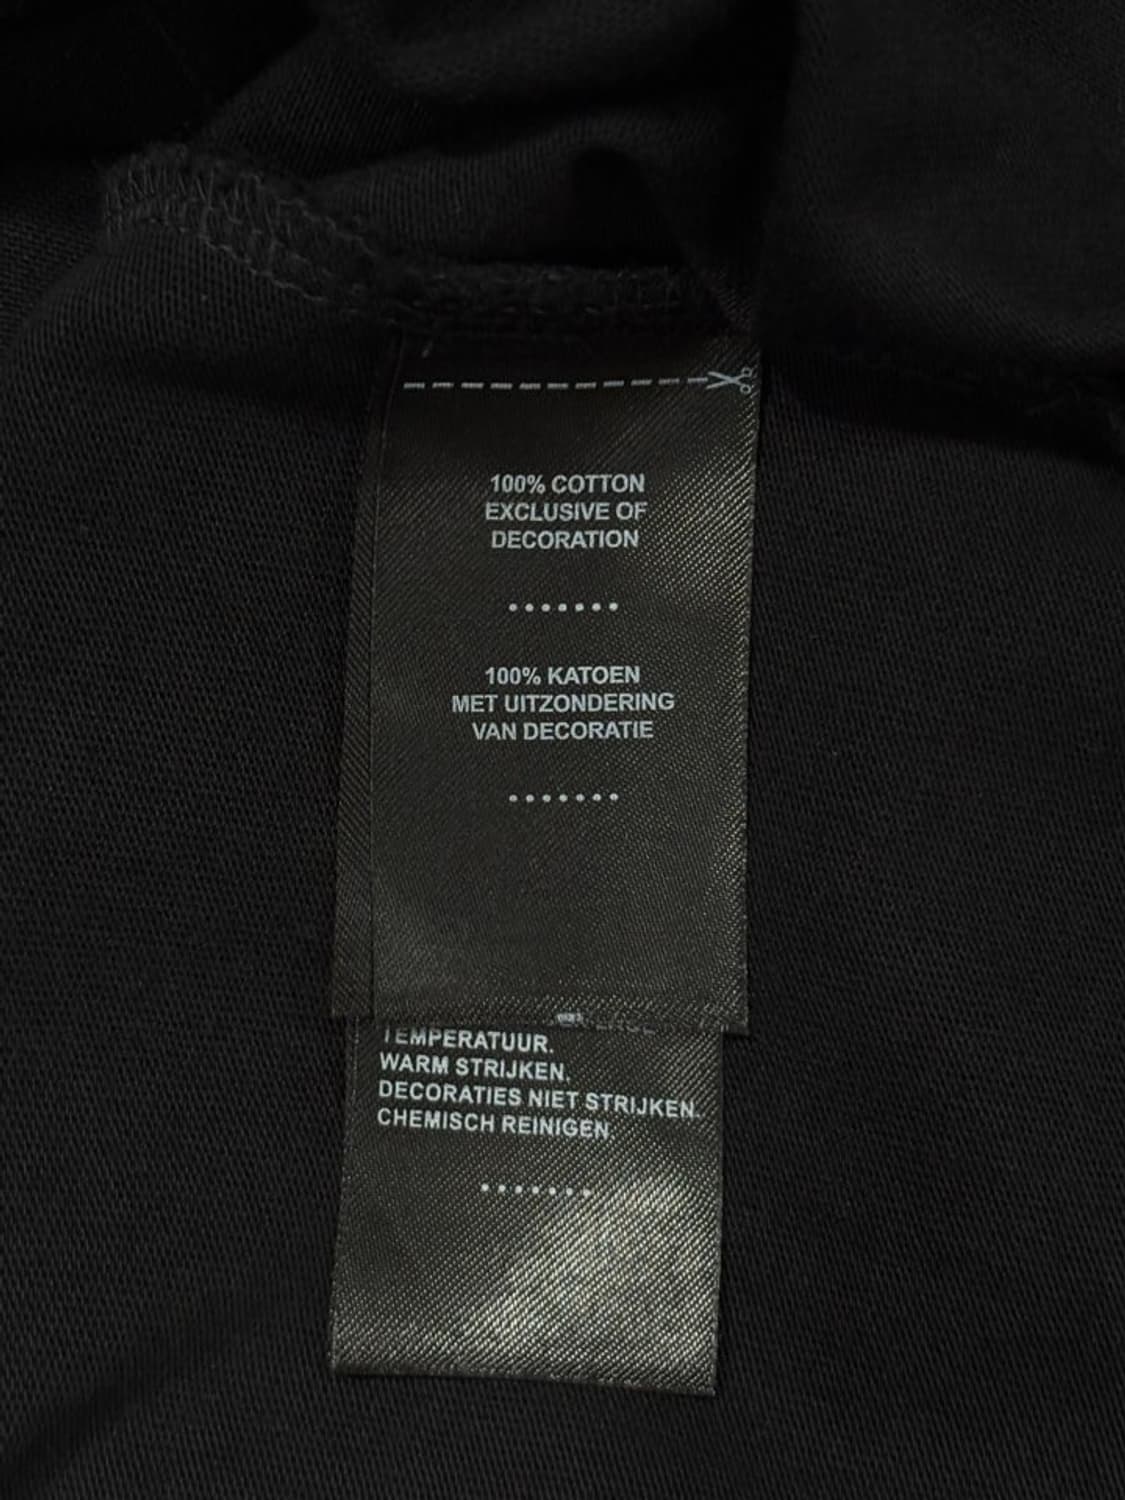 100% COTTON
EXCLUSIVE OF
DECORATION
100% KATOEN
MET UITZONDERING
VAN DECORATIE
TEMPERATUUR.
WARM STRIJKEN.
DECORATIES NIET STRIJKEN.
CHEMISCH REINIGEN.